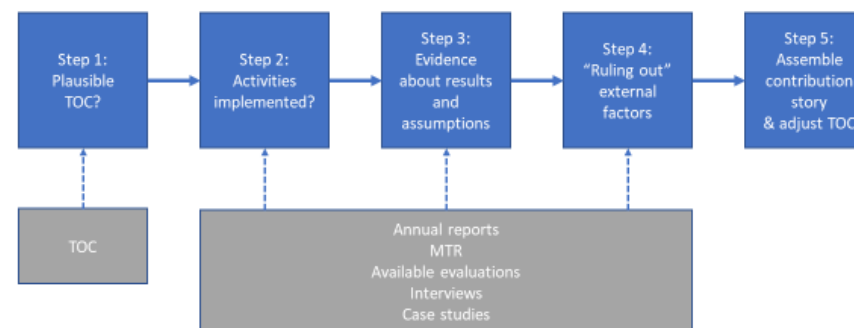 Step 1:
Plausible
TOC?
Step 2:
Activities
implemented?
Step 3:
Evidence
about results
and
assumptions
Step 4:
“Ruling out”
external
factors
Step 5:
Assemble
contribution
story
& adjust TOC
TOC
Annual reports
MTR
Available evaluations
Interviews
Case studies